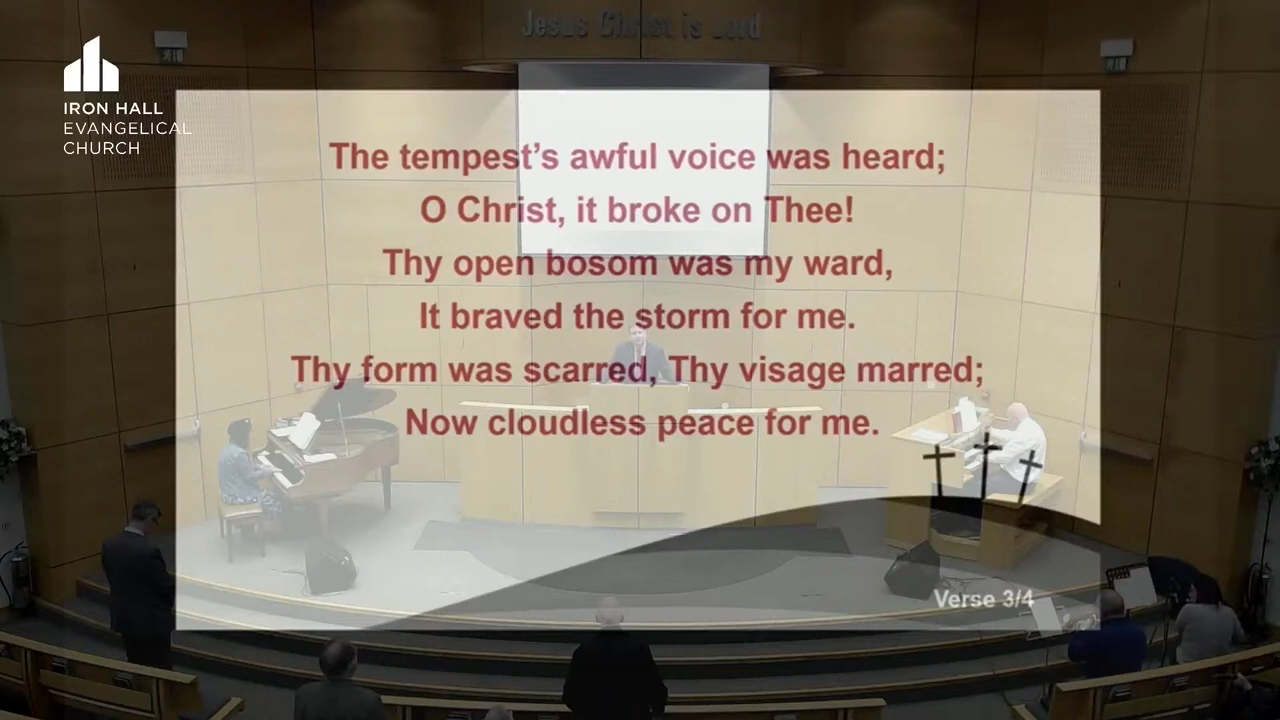 Jesus Christ is Lord
IRON HALL
EVANGELICAL
CHURCH
The tempest's awful voice was heard;
O Christ, it broke on Thee!
Thy open bosom was my ward,
It braved the storm for me.
Thy form was scarred, Thy visage marred;
Now cloudless peace for me.
Verse 3/4